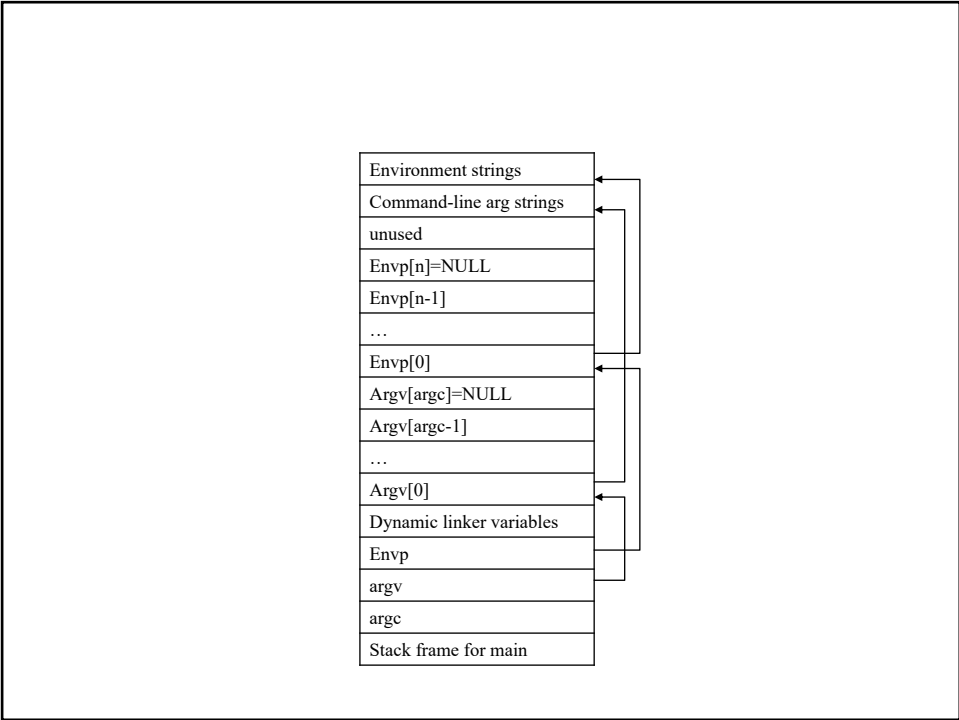 Environment strings
Command-line arg strings
unused
Envp[n]=NULL
Envp[n-1]
…
Envp[0]
Argv[argc]=NULL
Argv[argc-1]
…
Argv[0]
Dynamic linker variables
Envp
argv
argc
Stack frame for main